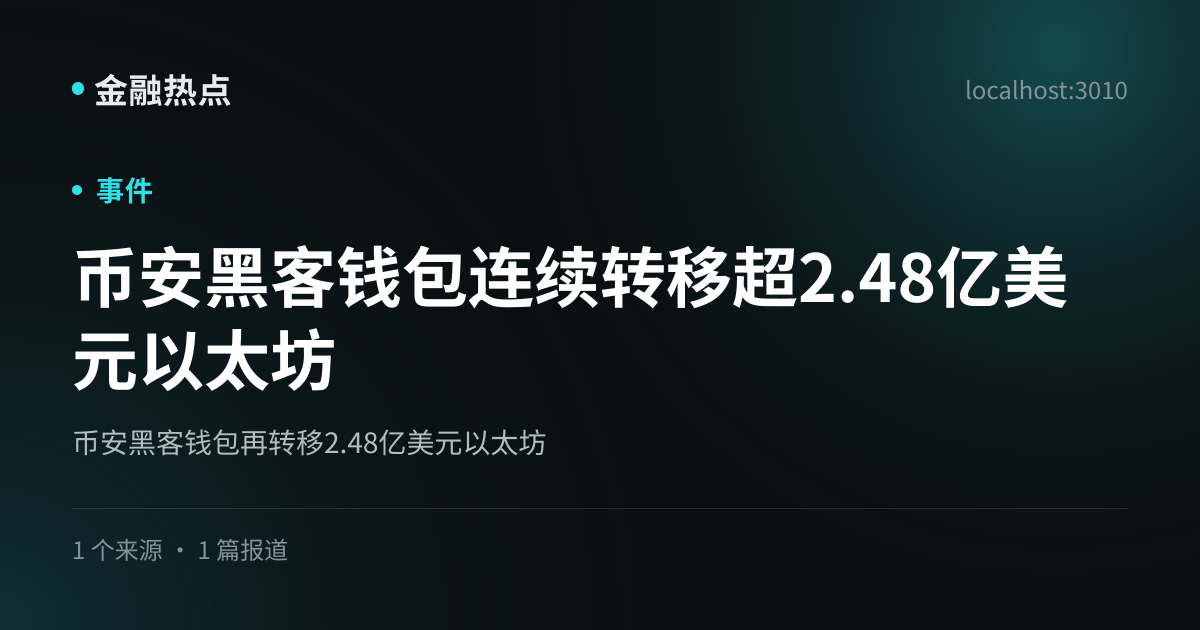 金融热点
localhost:3010
事件
币安黑客钱包连续转移超2.48亿美
元以太坊
币安黑客钱包再转移2.48亿美元以太坊
1 个来源 · 1 篇报道